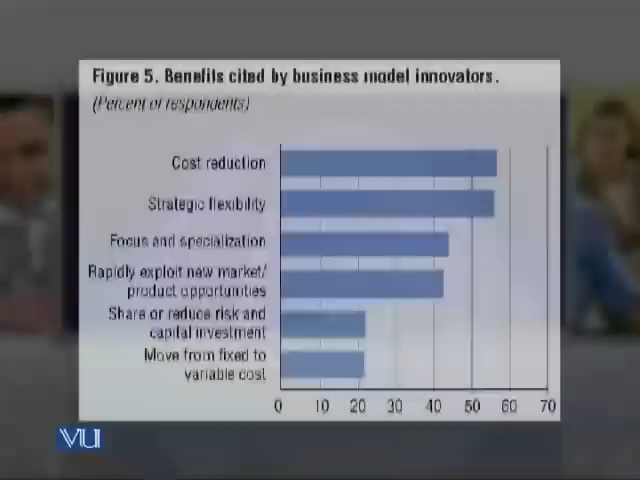 Figure 5. Benefits cited by business model innovators.
(Percent of respondents)
Cost reduction
Strategic flexibility
Focus and specialization
Rapidly exploit new market/
product opportunities
Share or reduce risk and
capital investment
Move from fixed to
variable cost
0 10 20 30 40 50 60 70
VU